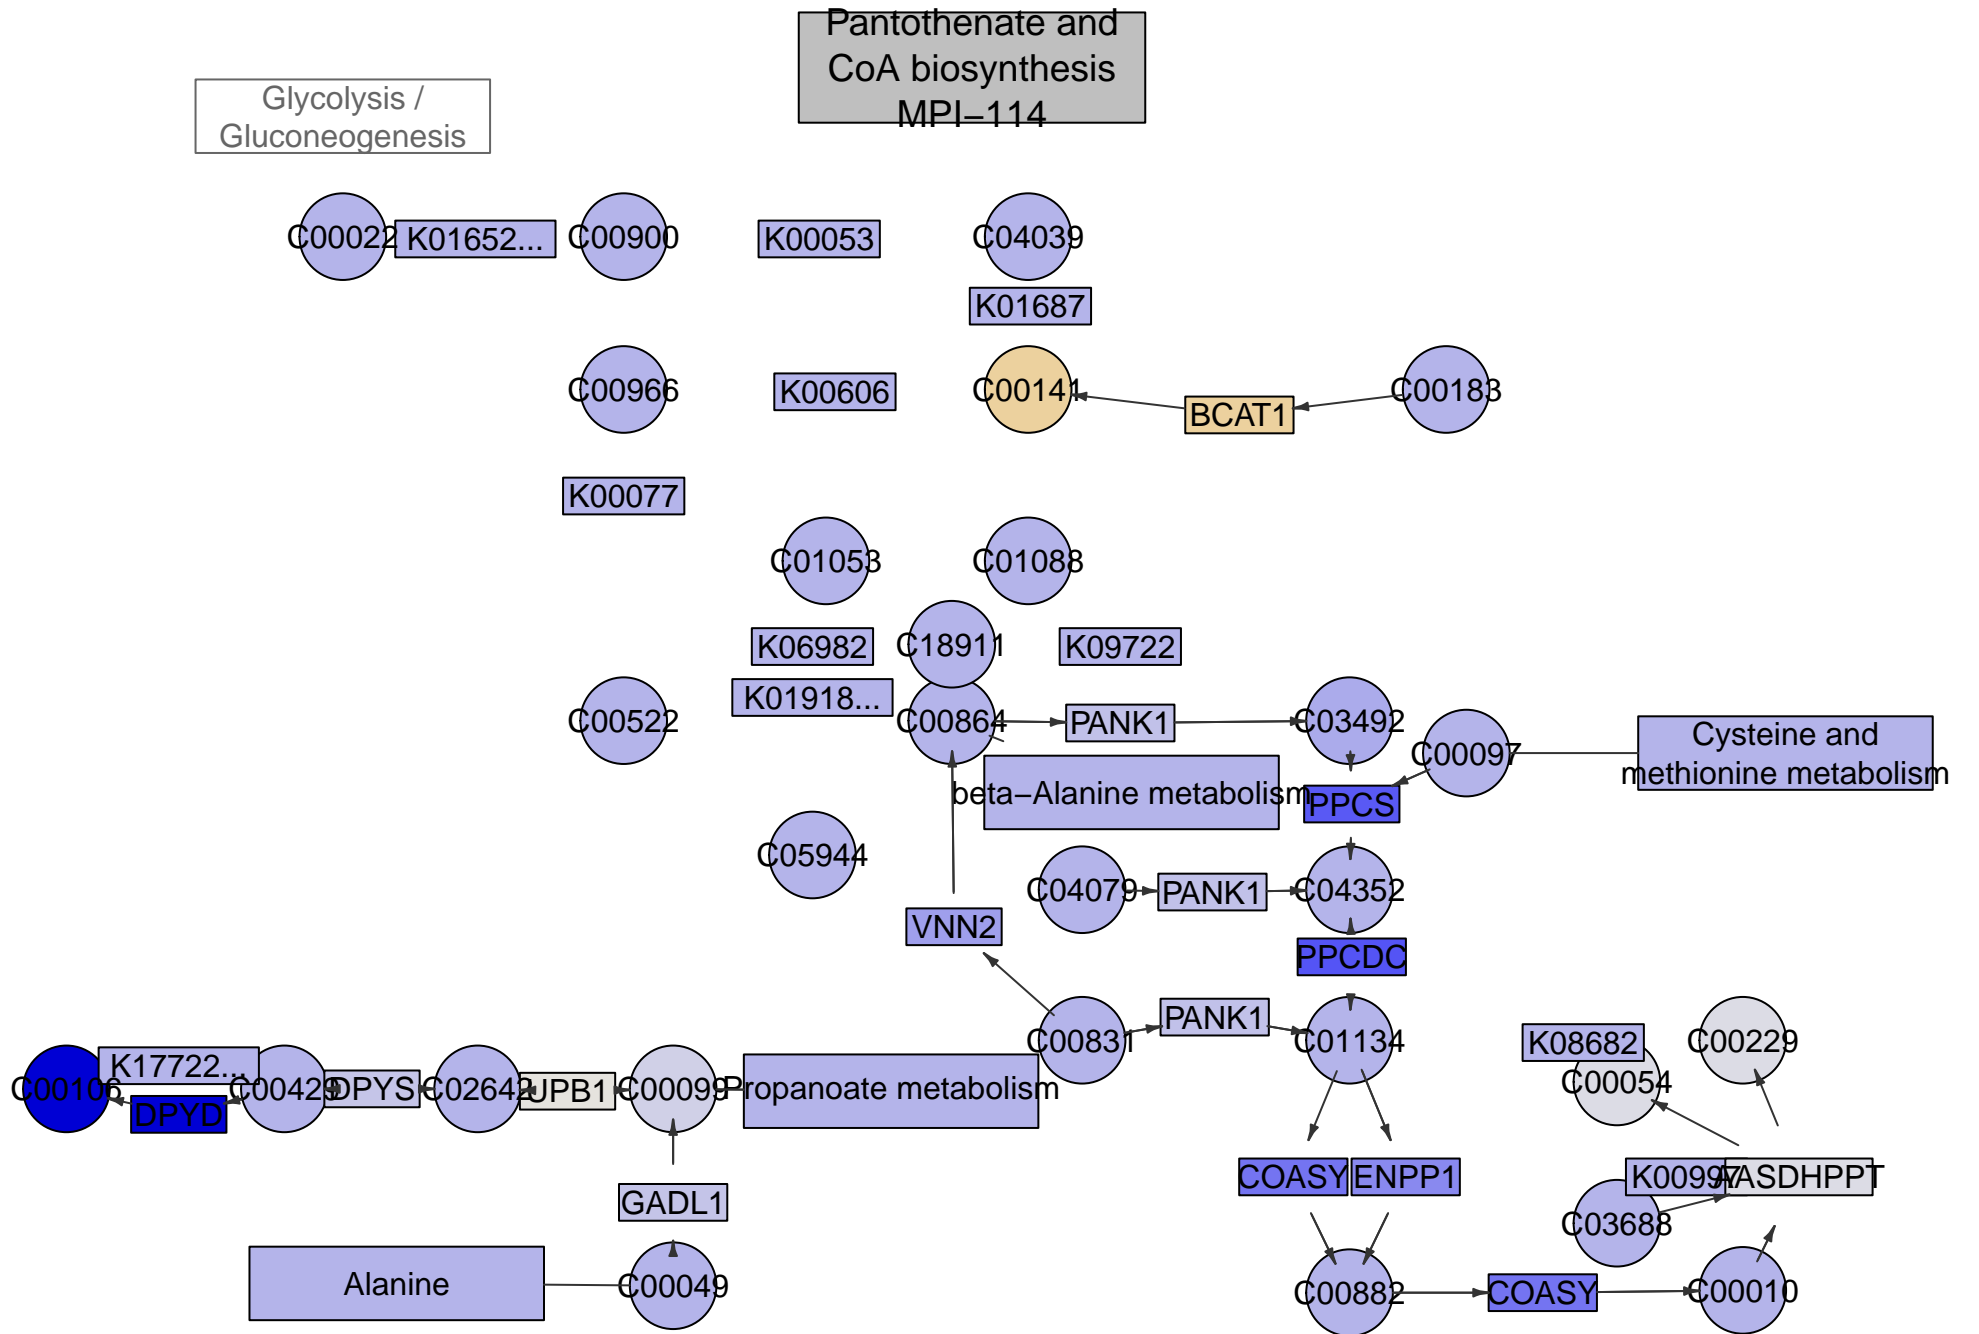 Pantothenate and
CoA biosynthesis
MPI−114
Glycolysis /
Gluconeogenesis
C00022
K01652...
C00900
K00053
C04039
K01687
C00966
K00606
C00141
BCAT1
C00183
K00077
C01053
C01088
K06982
C18911
K09722
K01918...
C00522
C00864
PANK1
C03492
C00097
Cysteine and
methionine metabolism
beta−Alanine metabolism
PPCS
C05944
C04079
PANK1
C04352
VNN2
PPCDC
C00831
PANK1
C01134
K08682
C00229
C00054
K17722...
C00106
DPYD
C00429
DPYS
C02642
UPB1
C00099
Propanoate metabolism
COASY
ENPP1
K00997
AASDHPPT
GADL1
C03688
Alanine
C00049
C00882
COASY
C00010